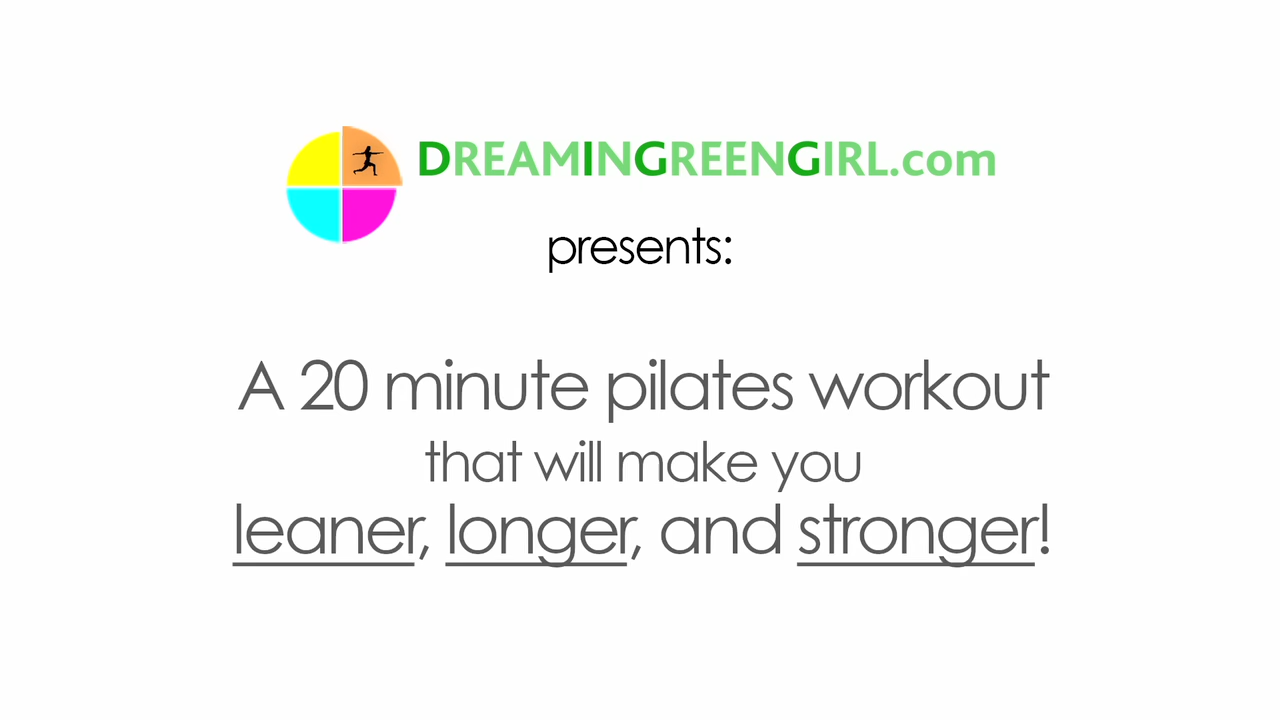 DREAMINGREENGIRL.com
presents:
A 20 minute pilates workout
that will make you
leaner, longer, and stronger!